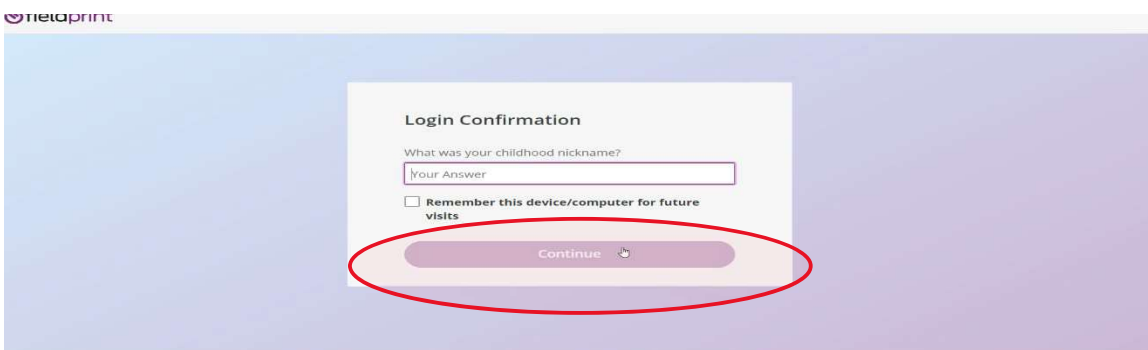 fieldprint
Login Confirmation
What was your childhood nickname?
Your Answer
Remember this device/computer for future
visits
Continue